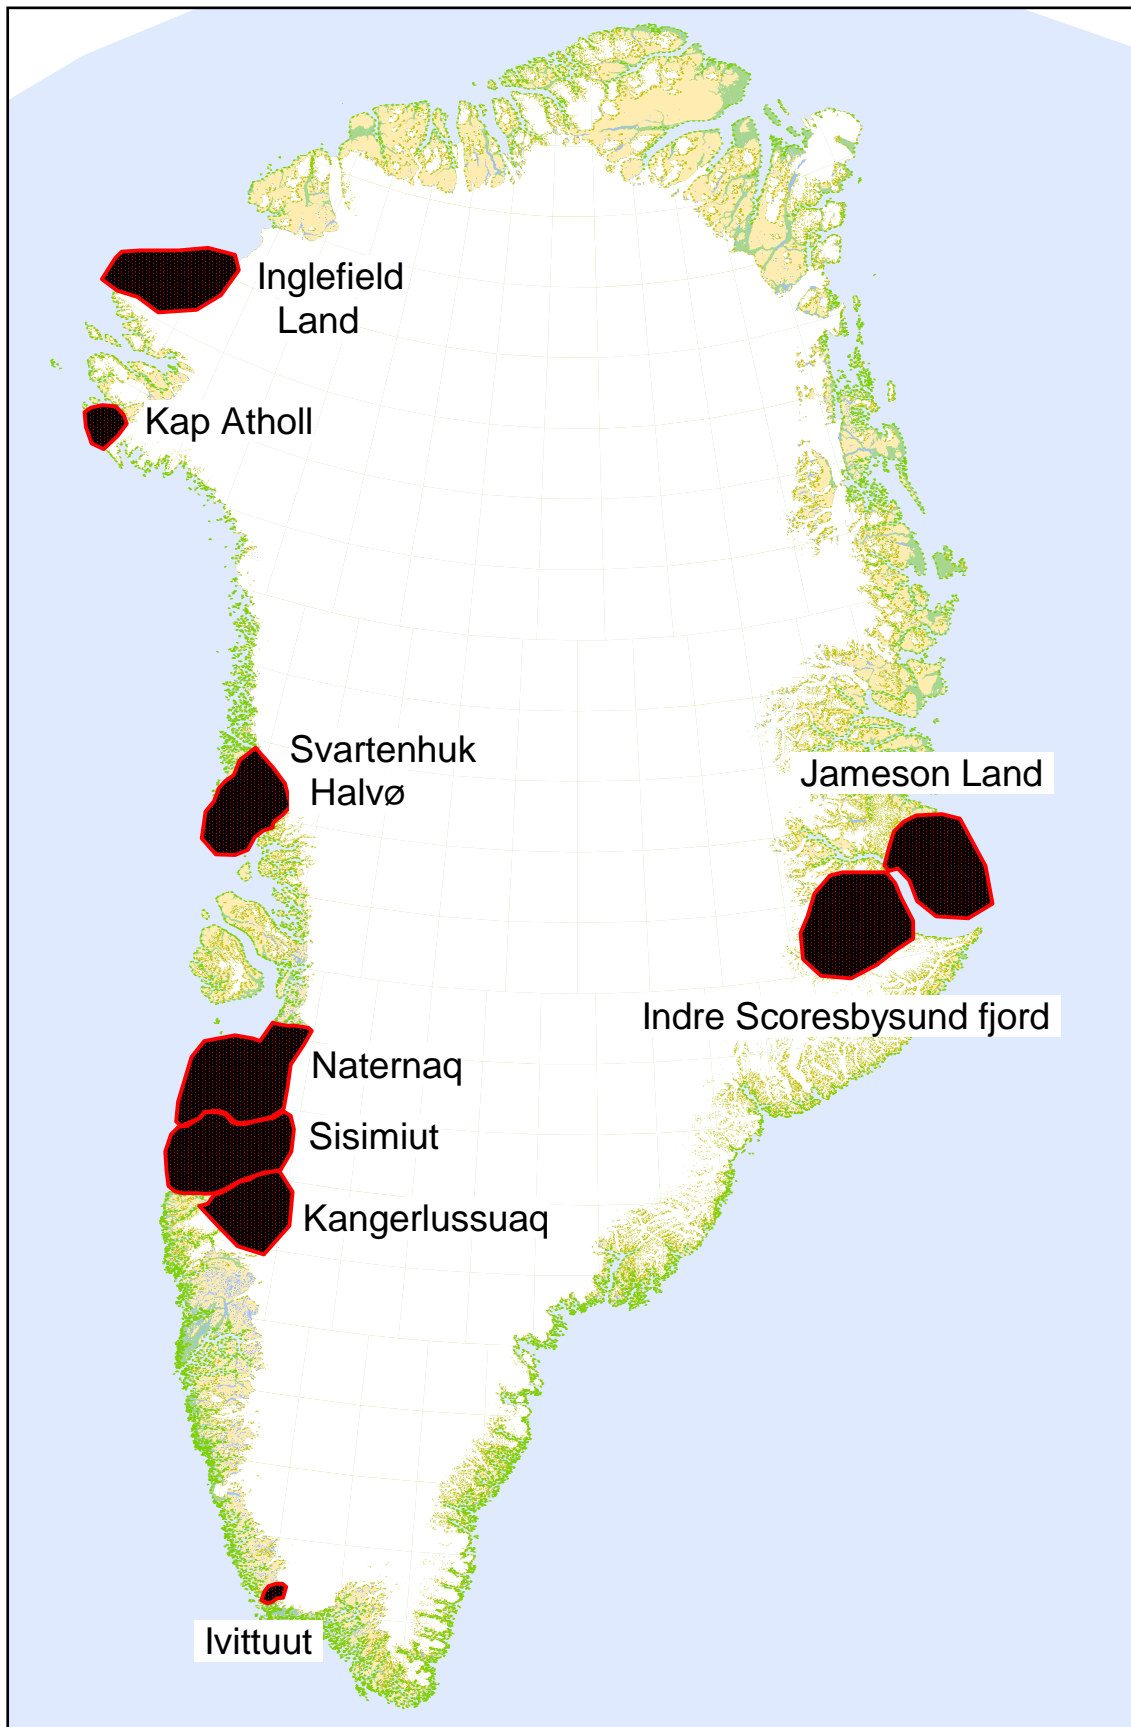 Inglefield
Land
Kap Atholl
Svartenhuk
Halvø
Jameson Land
Indre Scoresbysund fjord
Naternaq
Sisimiut
Kangerlussuaq
Ivittuut